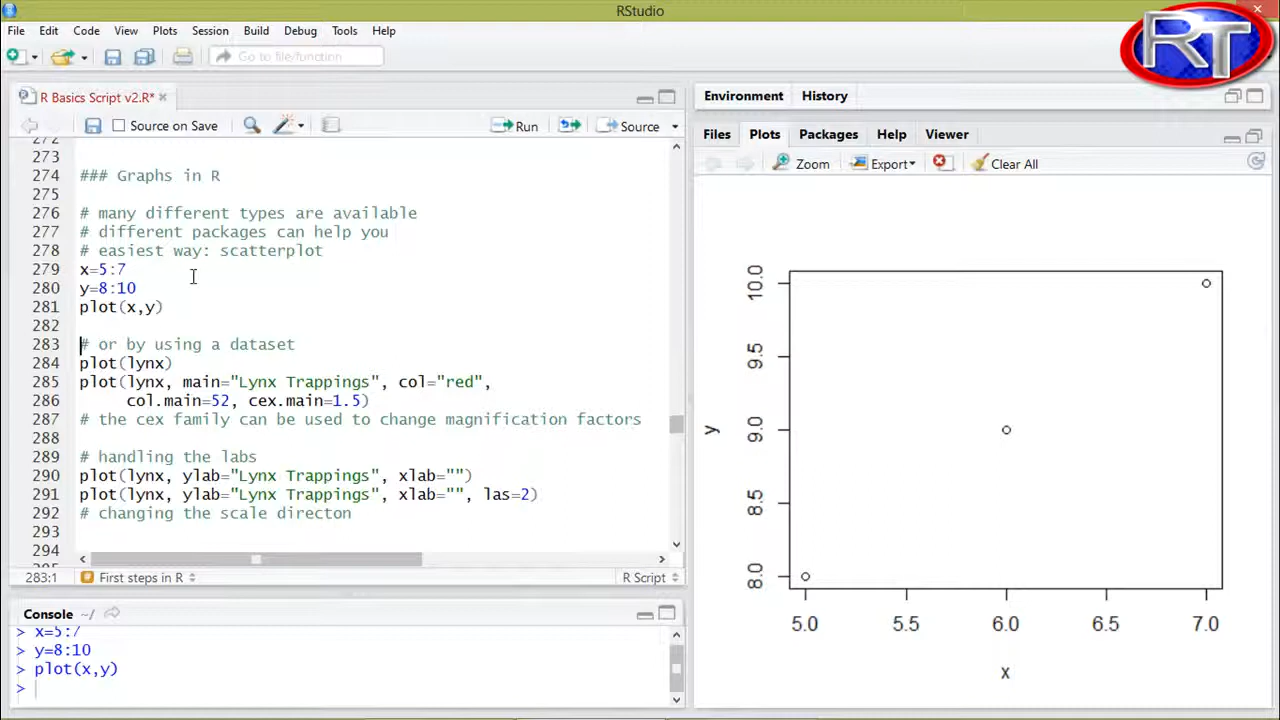 RStudio
RT
File Edit Code View Plots Session Build Debug Tools Help
Go to file/function
R Basics Script v2.R*
Source on Save Run Source
272
273
274 ### Graphs in R
275
276 # many different types are available
277 # different packages can help you
278 # easiest way: scatterplot
279 x=5:7
280 y=8:10
281 plot(x,y)
282
283 # or by using a dataset
284 plot(lynx)
285 plot(lynx, main="Lynx Trappings", col="red",
286 col.main=52, cex.main=1.5)
287 # the cex family can be used to change magnification factors
288
289 # handling the labs
290 plot(lynx, ylab="Lynx Trappings", xlab="")
291 plot(lynx, ylab="Lynx Trappings", xlab="", las=2)
292 # changing the scale directon
293
294
283:1 First steps in R R Script
Console ~/
> x=5:7
> y=8:10
> plot(x,y)
>
Environment History
Files Plots Packages Help Viewer
Zoom Export Clear All
10.0
9.5
9.0
8.5
8.0
y
5.0 5.5 6.0 6.5 7.0
x